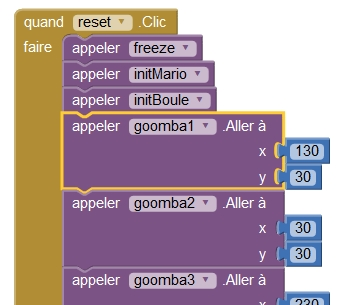 quand reset .Clic
faire appeler freeze
appeler initMario
appeler initBoule
appeler goomba1 .Aller à
x 130
y 30
appeler goomba2 .Aller à
x 30
y 30
appeler goomba3 .Aller à
x 230